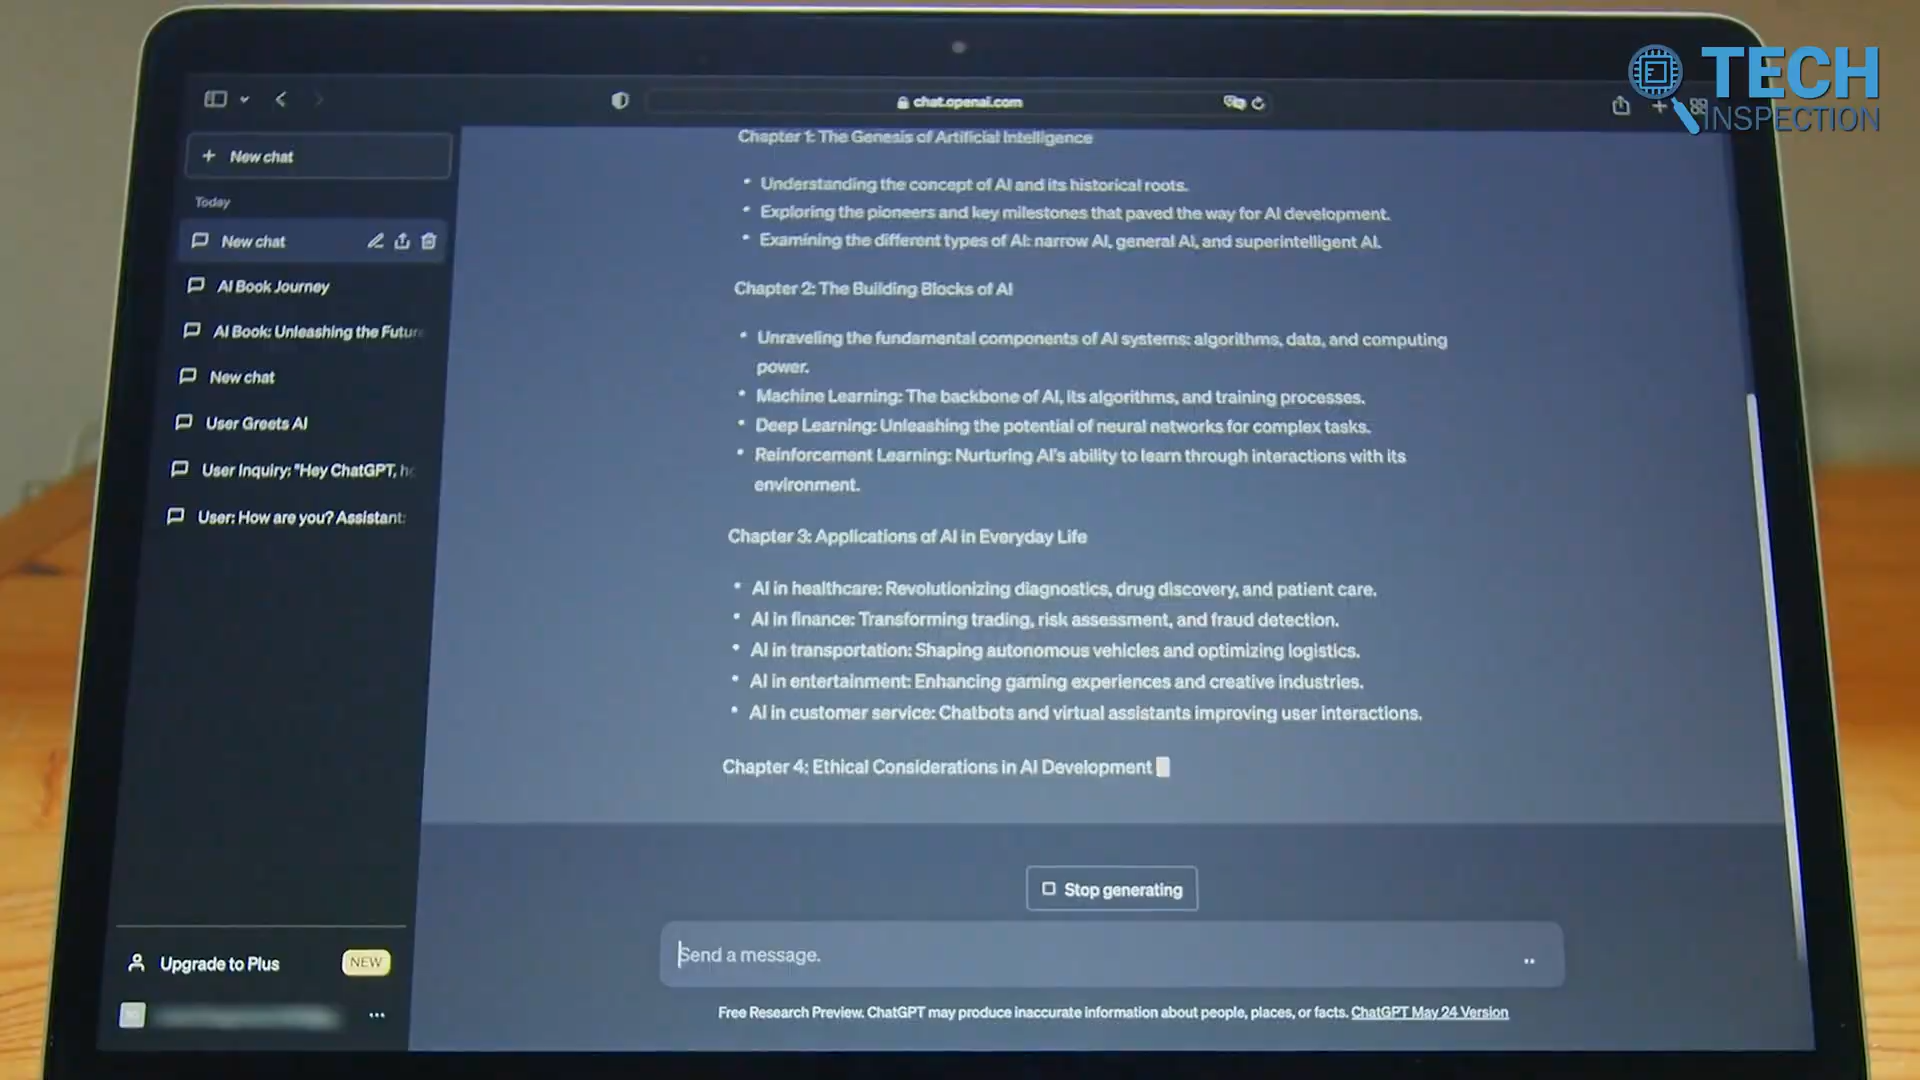 TECH
INSPECTION
chat.openai.com
New chat
Today
New chat
AI Book Journey
AI Book: Unleashing the Futur
New chat
User Greets AI
User Inquiry: "Hey ChatGPT, ho
User: How are you? Assistant:
Upgrade to Plus
NEW
Chapter 1: The Genesis of Artificial Intelligence
• Understanding the concept of AI and its historical roots.
• Exploring the pioneers and key milestones that paved the way for AI development.
• Examining the different types of AI: narrow AI, general AI, and superintelligent AI.
Chapter 2: The Building Blocks of AI
• Unraveling the fundamental components of AI systems: algorithms, data, and computing
power.
• Machine Learning: The backbone of AI, its algorithms, and training processes.
• Deep Learning: Unleashing the potential of neural networks for complex tasks.
• Reinforcement Learning: Nurturing AI's ability to learn through interactions with its
environment.
Chapter 3: Applications of AI in Everyday Life
• AI in healthcare: Revolutionizing diagnostics, drug discovery, and patient care.
• AI in finance: Transforming trading, risk assessment, and fraud detection.
• AI in transportation: Shaping autonomous vehicles and optimizing logistics.
• AI in entertainment: Enhancing gaming experiences and creative industries.
• AI in customer service: Chatbots and virtual assistants improving user interactions.
Chapter 4: Ethical Considerations in AI Development
Stop generating
Send a message.
Free Research Preview. ChatGPT may produce inaccurate information about people, places, or facts. ChatGPT May 24 Version